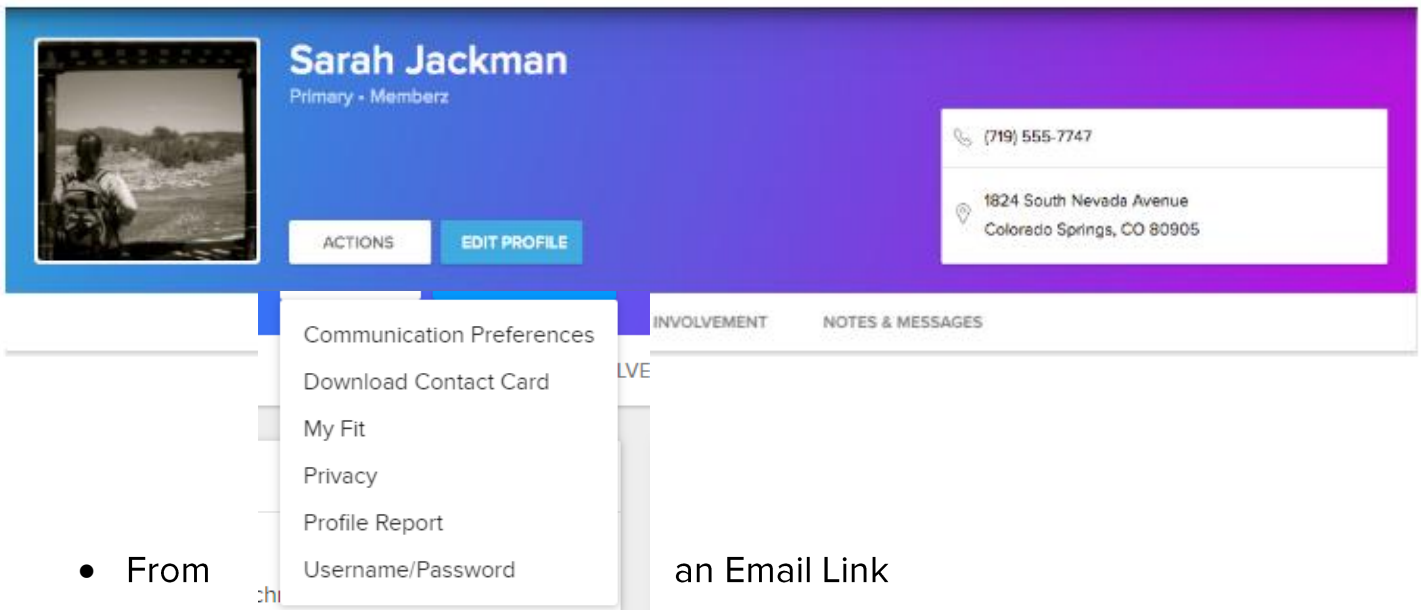 Sarah Jackman
Primary • Memberz
(719) 555-7747
1824 South Nevada Avenue
Colorado Springs, CO 80905
ACTIONS
EDIT PROFILE
INVOLVEMENT
NOTES & MESSAGES
Communication Preferences
Download Contact Card
My Fit
Privacy
Profile Report
Username/Password
• From an Email Link